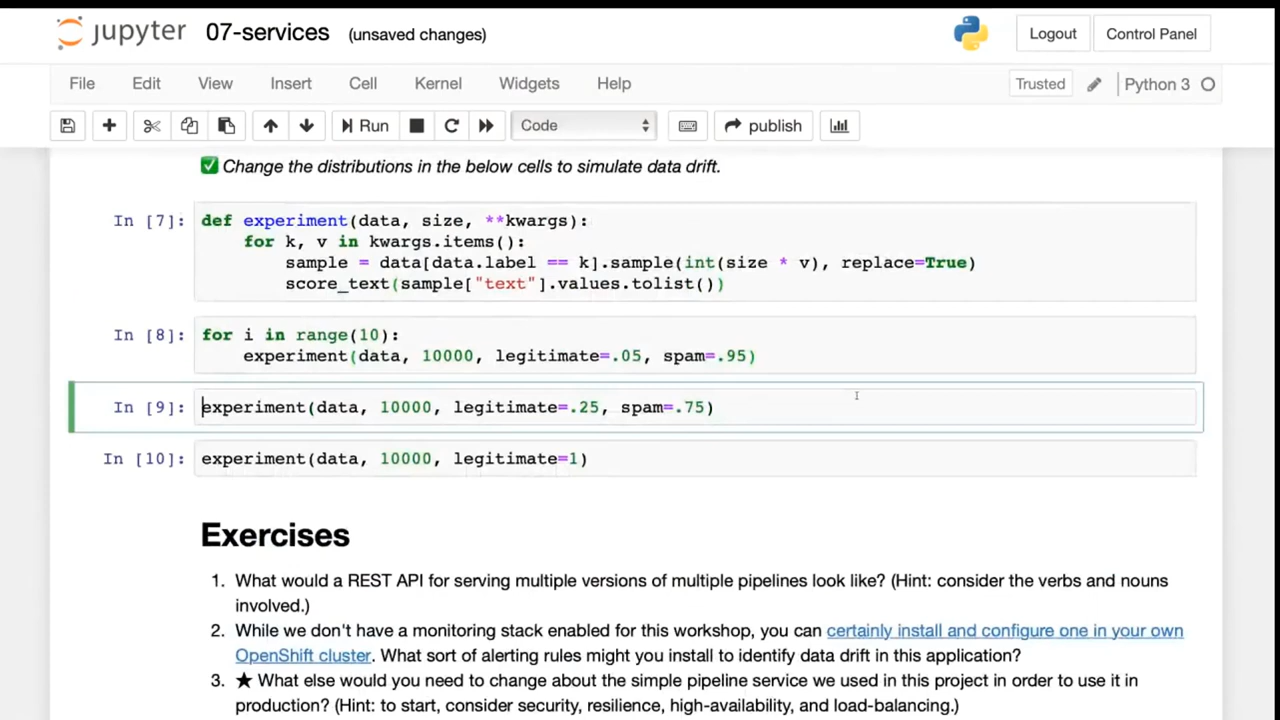 jupyter 07-services (unsaved changes) Logout Control Panel
File Edit View Insert Cell Kernel Widgets Help Trusted Python 3
Run Code publish
Change the distributions in the below cells to simulate data drift.
In [7]: def experiment(data, size, **kwargs):
for k, v in kwargs.items():
sample = data[data.label == k].sample(int(size * v), replace=True)
score_text(sample["text"].values.tolist())
In [8]: for i in range(10):
experiment(data, 10000, legitimate=.05, spam=.95)
In [9]: experiment(data, 10000, legitimate=.25, spam=.75)
In [10]: experiment(data, 10000, legitimate=1)
Exercises
1. What would a REST API for serving multiple versions of multiple pipelines look like? (Hint: consider the verbs and nouns
involved.)
2. While we don't have a monitoring stack enabled for this workshop, you can certainly install and configure one in your own
OpenShift cluster. What sort of alerting rules might you install to identify data drift in this application?
3. ★ What else would you need to change about the simple pipeline service we used in this project in order to use it in
production? (Hint: to start, consider security, resilience, high-availability, and load-balancing.)